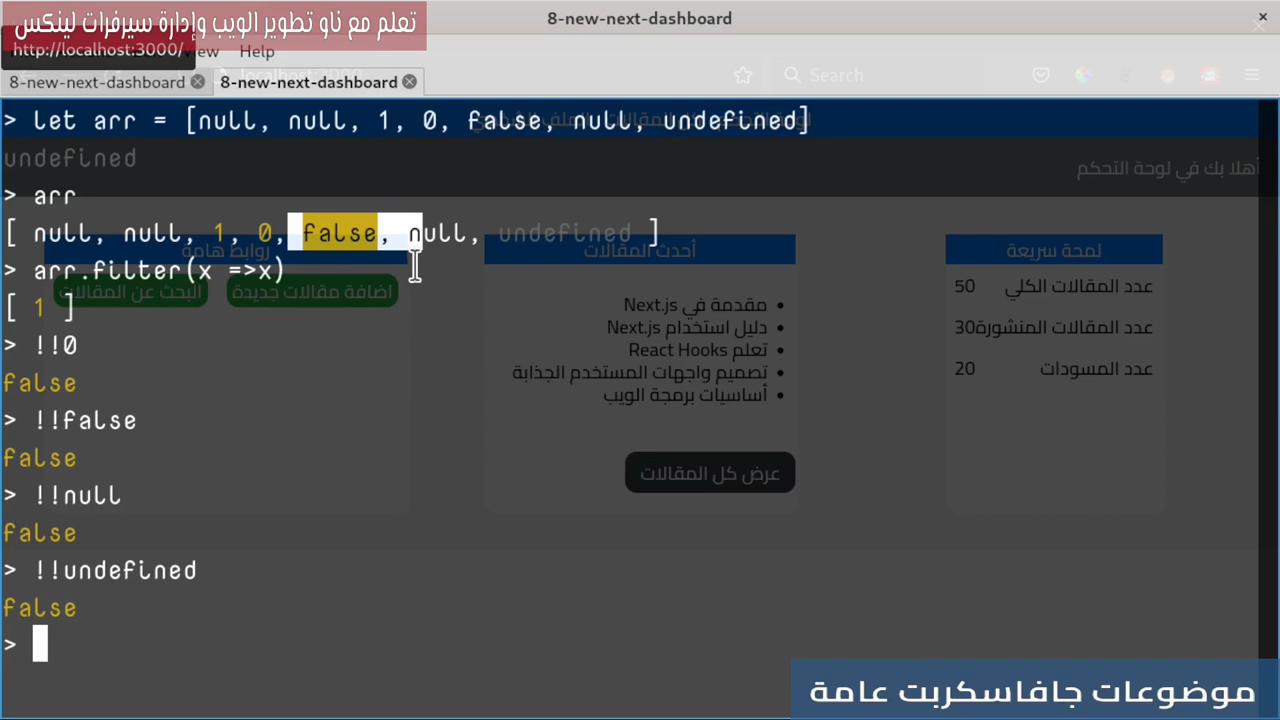 تعلم مع ناو تطوير الويب وإدارة سيرفرات لينكس
8-new-next-dashboard
http://localhost:3000/
View Help
8-new-next-dashboard
8-new-next-dashboard
Search
> let arr = [null, null, 1, 0, false, null, undefined]
undefined
أهلا بك في لوحة التحكم
> arr
[ null, null, 1, 0, false, null, undefined ]
لمحة سريعة
أحدث المقالات
روابط هامة
> arr.filter(x =>x)
عدد المقالات الكلي 50
اضافة مقالات جديدة
البحث عن المقالات
[ 1 ]
مقدمة في Next.js
دليل استخدام Next.js
عدد المقالات المنشورة30
> !!0
تعلم React Hooks
عدد المسودات 20
تصميم واجهات المستخدم الجذابة
false
أساسيات برمجة الويب
> !!false
false
عرض كل المقالات
> !!null
false
> !!undefined
false
>
موضوعات جافاسكربت عامة